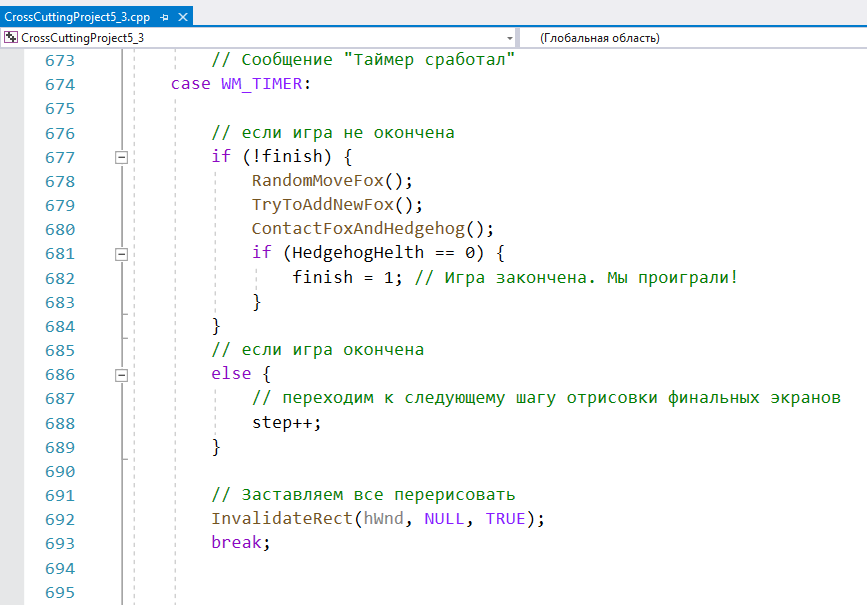 CrossCuttingProject5_3.cpp
CrossCuttingProject5_3 (Глобальная область)
673 // Сообщение "Таймер сработал"
674 case WM_TIMER:
675
676 // если игра не окончена
677 if (!finish) {
678 RandomMoveFox();
679 TryToAddNewFox();
680 ContactFoxAndHedgehog();
681 if (HedgehogHelth == 0) {
682 finish = 1; // Игра закончена. Мы проиграли!
683 }
684 }
685 // если игра окончена
686 else {
687 // переходим к следующему шагу отрисовки финальных экранов
688 step++;
689 }
690
691 // Заставляем все перерисовать
692 InvalidateRect(hWnd, NULL, TRUE);
693 break;
694
695